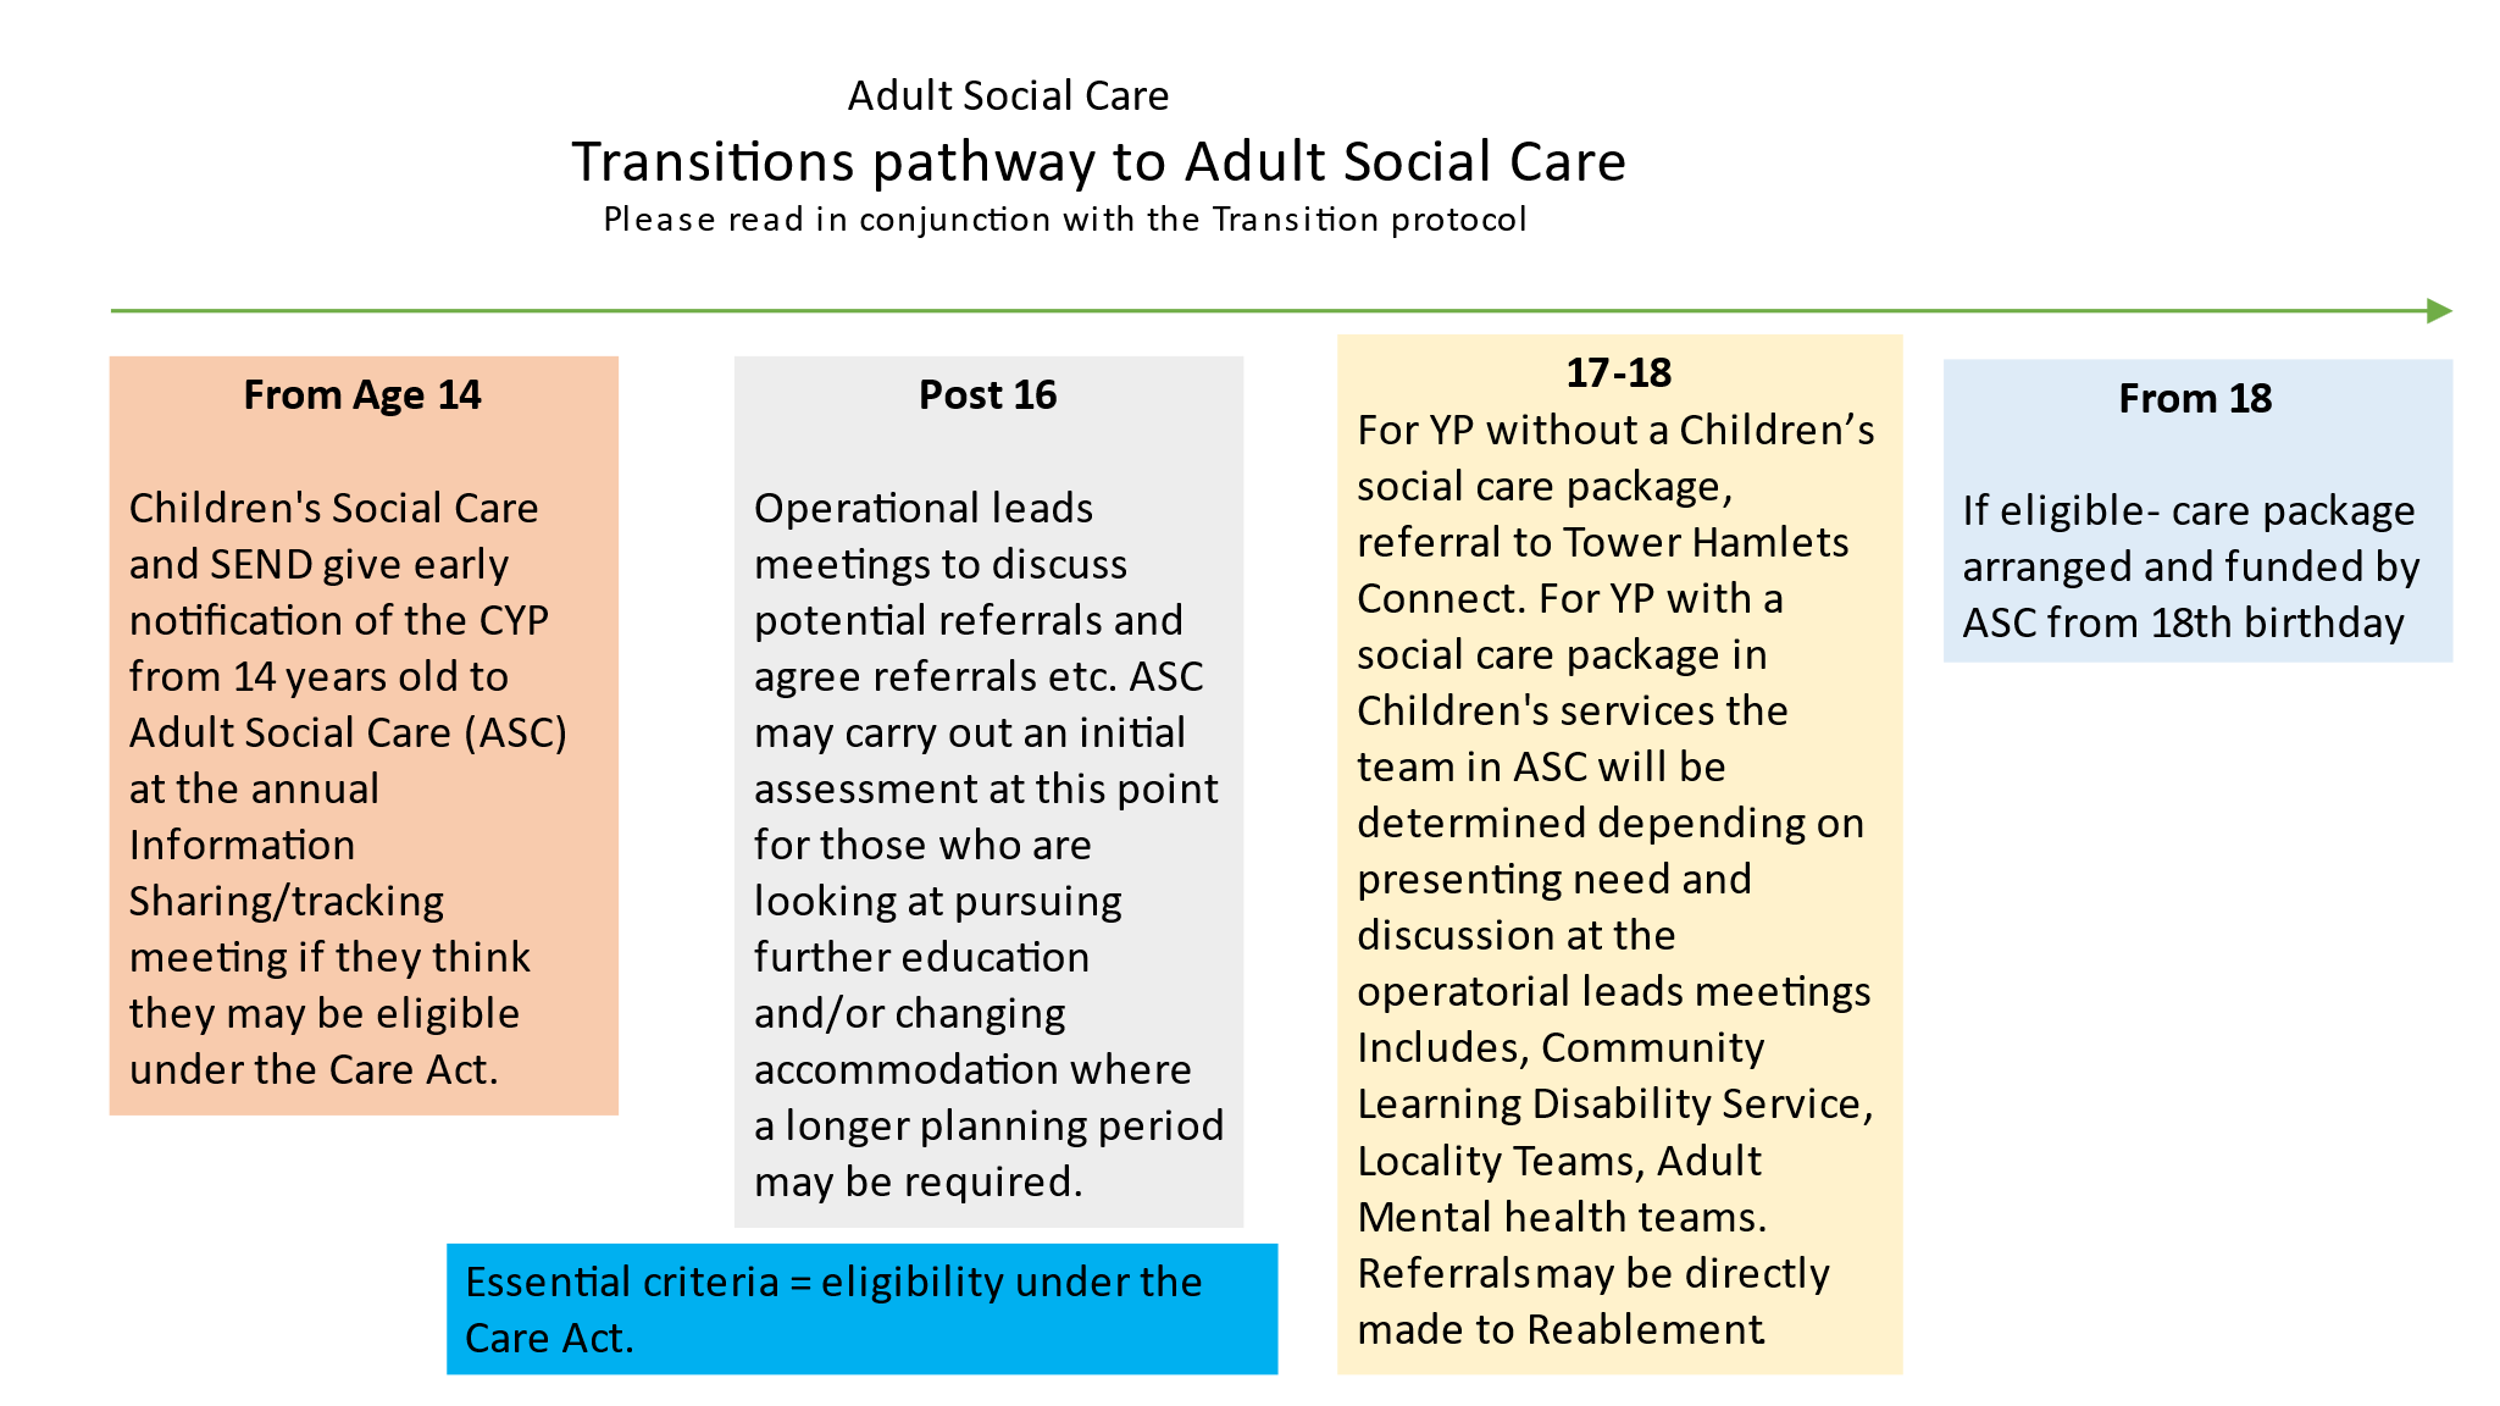 Adult Social Care
Transitions pathway to Adult Social Care
Please read in conjunction with the Transition protocol
From Age 14
Children's Social Care
and SEND give early
notification of the CYP
from 14 years old to
Adult Social Care (ASC)
at the annual
Information
Sharing/tracking
meeting if they think
they may be eligible
under the Care Act.
Post 16
Operational leads
meetings to discuss
potential referrals and
agree referrals etc. ASC
may carry out an initial
assessment at this point
for those who are
looking at pursuing
further education
and/or changing
accommodation where
a longer planning period
may be required.
Essential criteria = eligibility under the
Care Act.
17-18
For YP without a Children’s
social care package,
referral to Tower Hamlets
Connect. For YP with a
social care package in
Children's services the
team in ASC will be
determined depending on
presenting need and
discussion at the
operatorial leads meetings
Includes, Community
Learning Disability Service,
Locality Teams, Adult
Mental health teams.
Referrals may be directly
made to Reablement.
From 18
If eligible- care package
arranged and funded by
ASC from 18th birthday